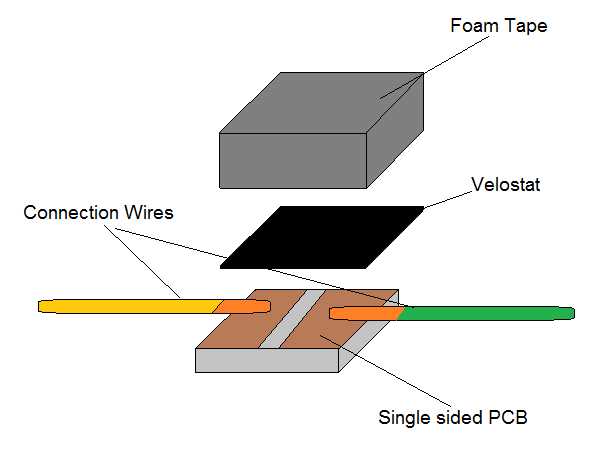 Foam Tape
Velostat
Connection Wires
Single sided PCB